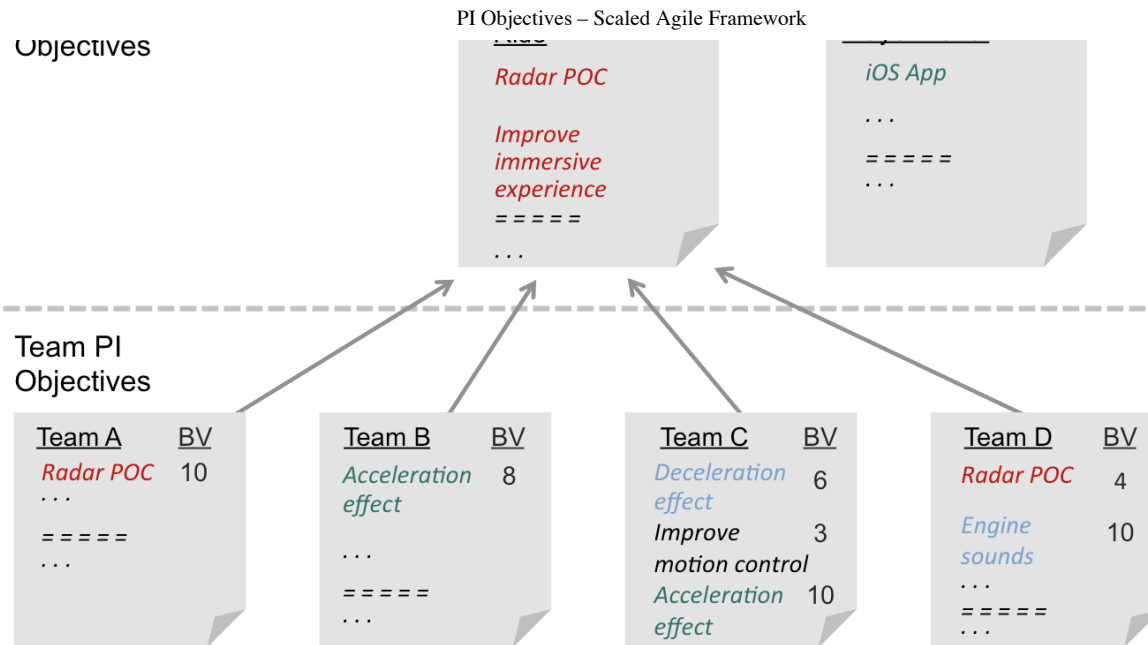 PI Objectives – Scaled Agile Framework
Objectives
Radar POC
Improve
immersive
experience
= = = = =
. . .
iOS App
. . .
= = = = =
. . .
Team PI
Objectives
Team A BV
Radar POC 10
. . .
= = = = =
. . .
Team B BV
Acceleration 8
effect
. . .
= = = = =
. . .
Team C BV
Deceleration 6
effect
Improve 3
motion control
Acceleration 10
effect
Team D BV
Radar POC 4
Engine 10
sounds
. . .
= = = = =
. . .